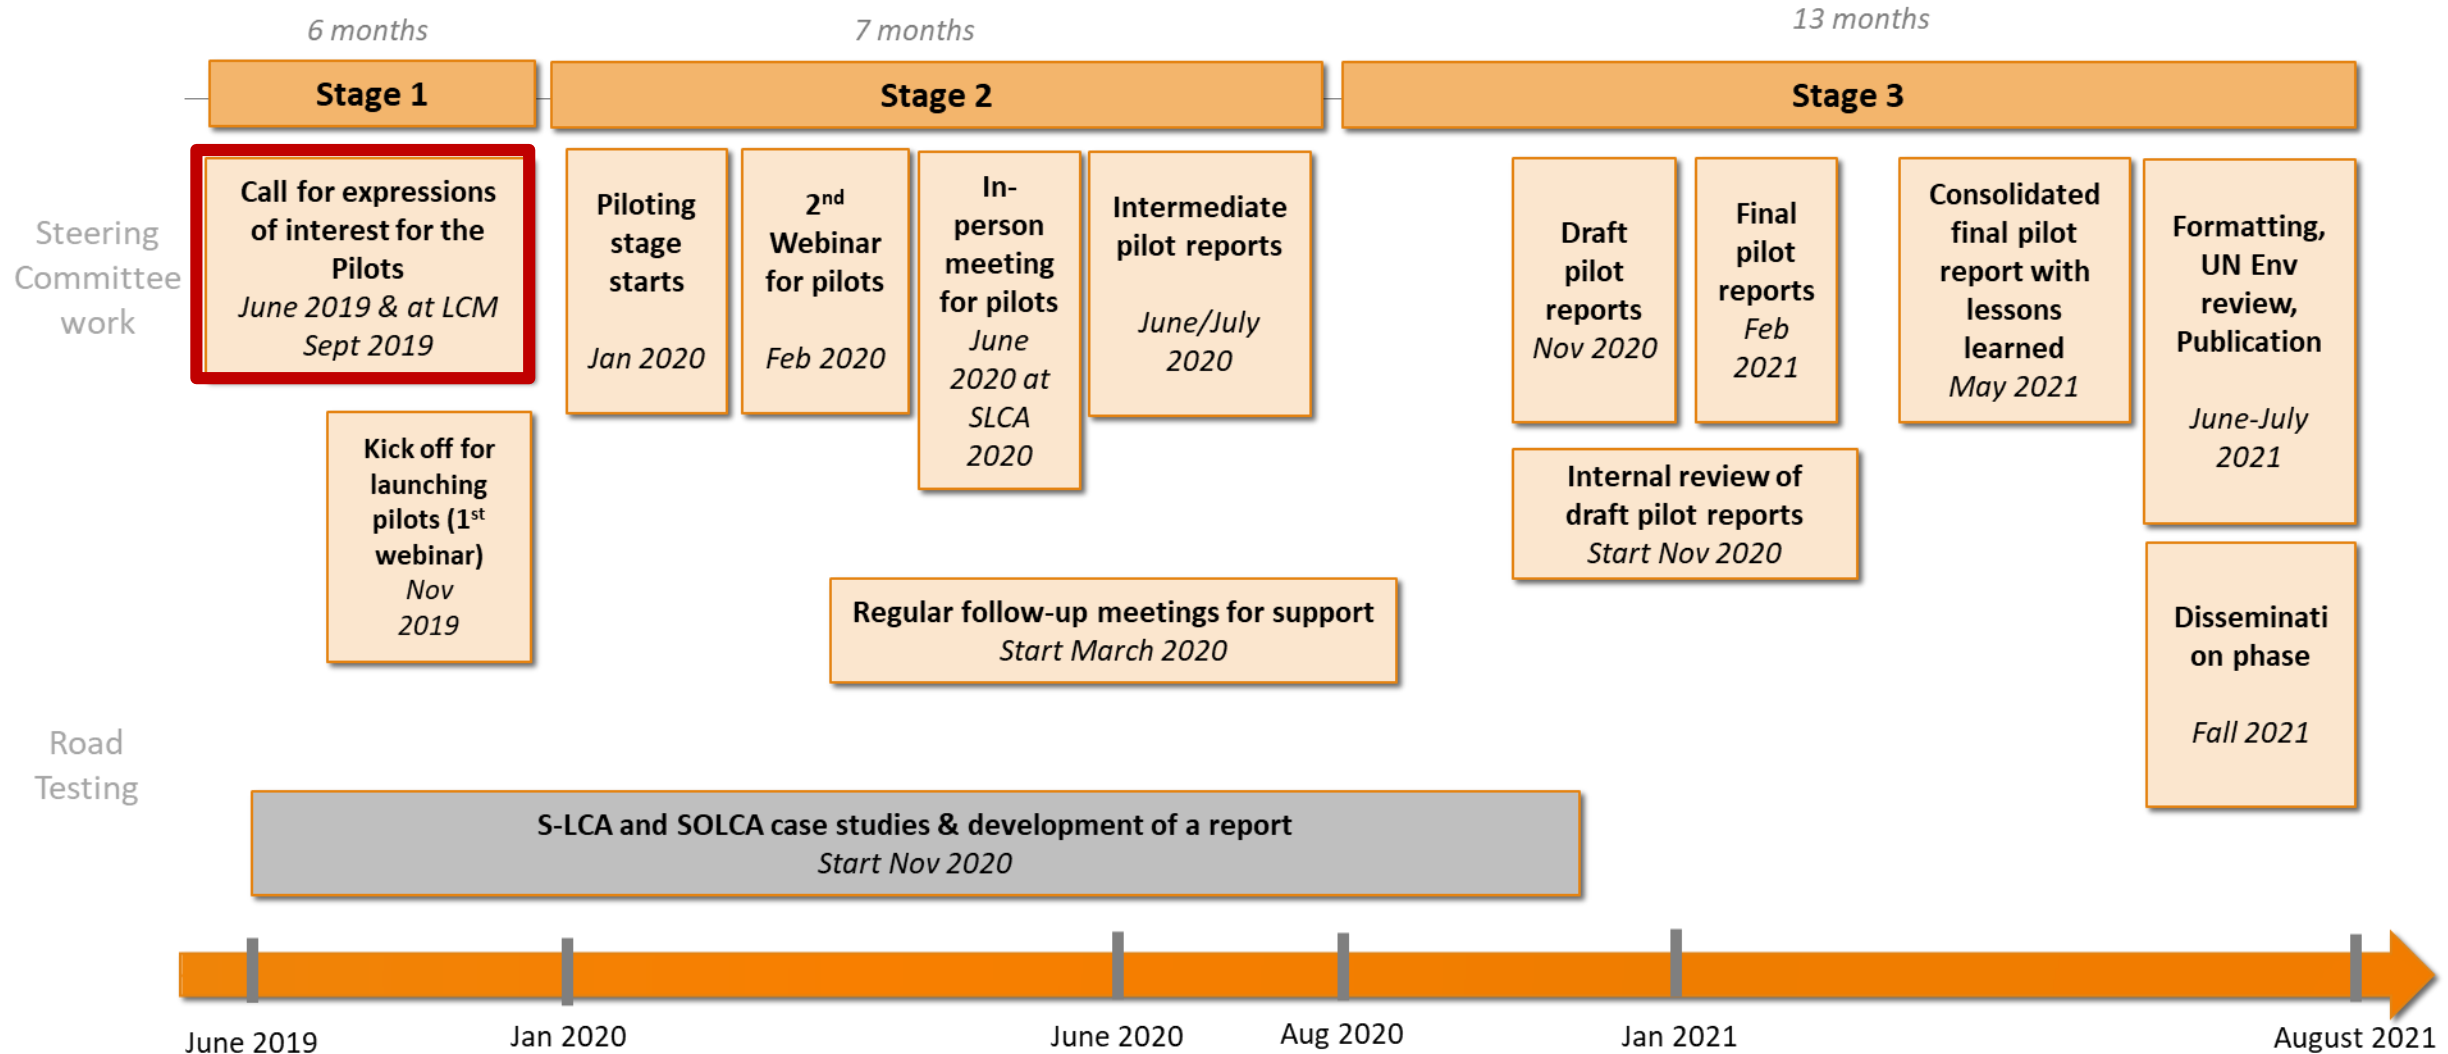 6 months
7 months
13 months
Stage 1
Stage 2
Stage 3
Steering
Committee
work
Call for expressions
of interest for the
Pilots
June 2019 & at LCM
Sept 2019
Kick off for
launching
pilots (1st
webinar)
Nov
2019
Piloting
stage
starts
Jan 2020
2nd
Webinar
for pilots
Feb 2020
In-
person
meeting
for pilots
June
2020 at
SLCA
2020
Intermediate
pilot reports
June/July
2020
Regular follow-up meetings for support
Start March 2020
Draft
pilot
reports
Nov 2020
Final
pilot
reports
Feb
2021
Internal review of
draft pilot reports
Start Nov 2020
Consolidated
final pilot
report with
lessons
learned
May 2021
Formatting,
UN Env
review,
Publication
June-July
2021
Disseminati
on phase
Fall 2021
Road
Testing
S-LCA and SOLCA case studies & development of a report
Start Nov 2020
June 2019
Jan 2020
June 2020
Aug 2020
Jan 2021
August 2021